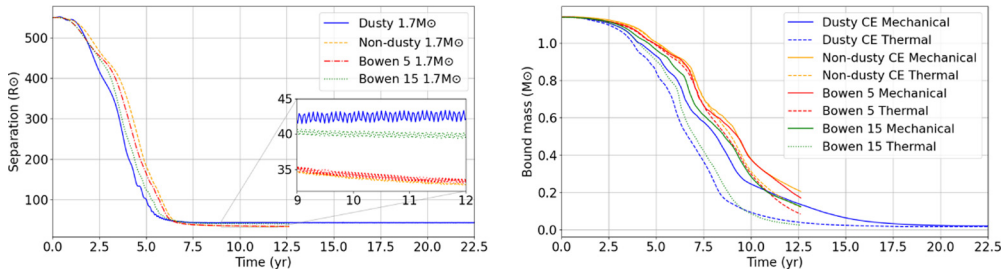 Separation (R⊙)
500
400
300
200
100
0.0 2.5 5.0 7.5 10.0 12.5 15.0 17.5 20.0 22.5
Time (yr)
Dusty 1.7M⊙
Non-dusty 1.7M⊙
Bowen 5 1.7M⊙
Bowen 15 1.7M⊙
45
40
35
9 10 11 12
Bound mass (M⊙)
1.0
0.8
0.6
0.4
0.2
0.0
0.0 2.5 5.0 7.5 10.0 12.5 15.0 17.5 20.0 22.5
Time (yr)
Dusty CE Mechanical
Dusty CE Thermal
Non-dusty CE Mechanical
Non-dusty CE Thermal
Bowen 5 Mechanical
Bowen 5 Thermal
Bowen 15 Mechanical
Bowen 15 Thermal